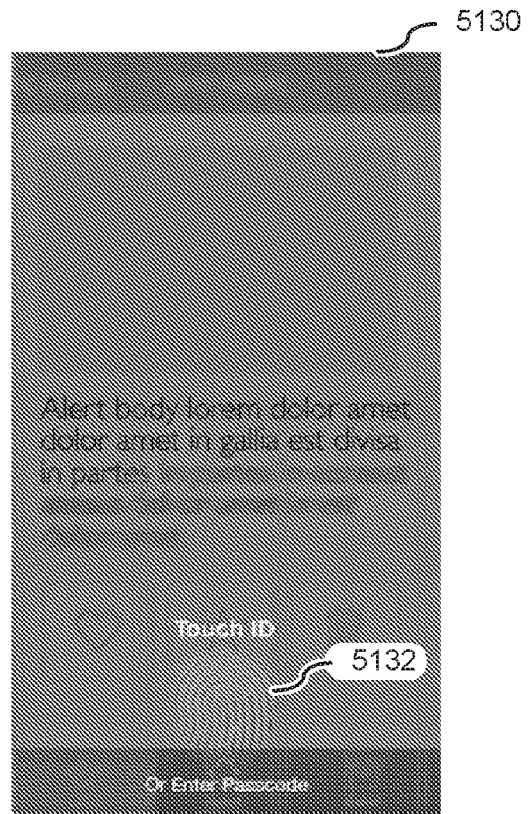 5130
Alert body lorem dolor amet
dolor amet in gallia est divisa
in partes
Touch ID
5132
Or Enter Passcode